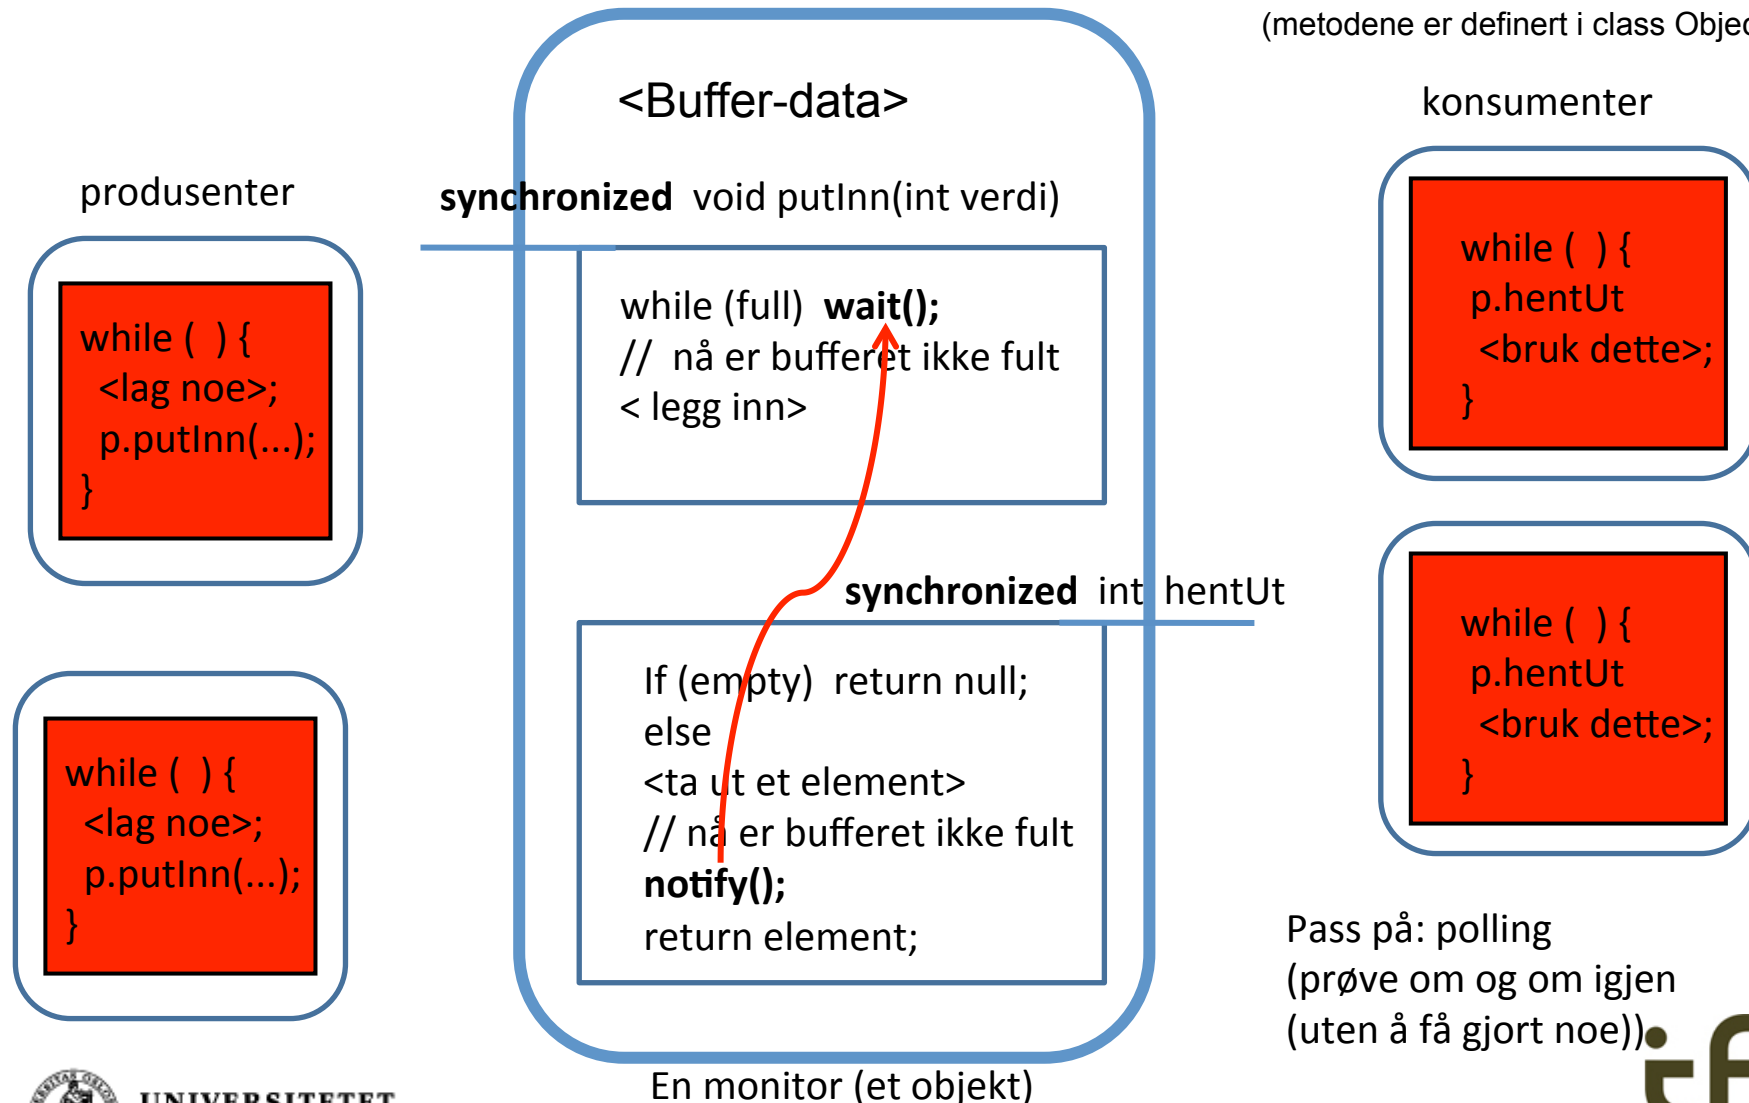 (metodene er definert i class Objec
<Buffer-data>
konsumenter
produsenter
synchronized void putInn(int verdi)
while (full) wait();
// nå er bufferet ikke fult
< legg inn>
while ( ) {
<lag noe>;
p.putInn(...);
}
while ( ) {
p.hentUt
<bruk dette>;
}
synchronized int hentUt
If (empty) return null;
else
<ta ut et element>
// nå er bufferet ikke fult
notify();
return element;
while ( ) {
<lag noe>;
p.putInn(...);
}
while ( ) {
p.hentUt
<bruk dette>;
}
Pass på: polling
(prøve om og om igjen
(uten å få gjort noe))
En monitor (et objekt)
UNIVERSITETET